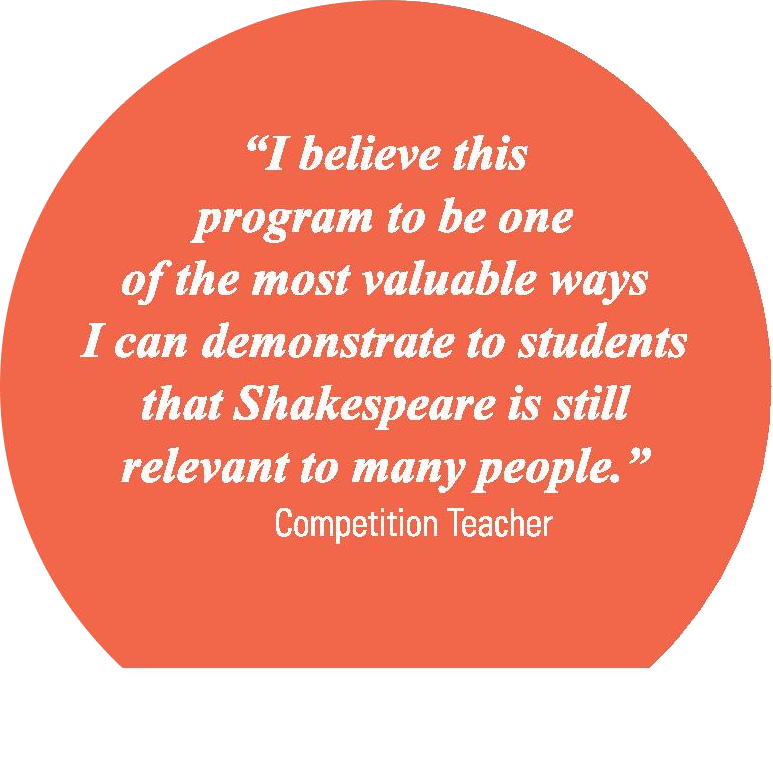 “I believe this
program to be one
of the most valuable ways
I can demonstrate to students
that Shakespeare is still
relevant to many people.”
Competition Teacher